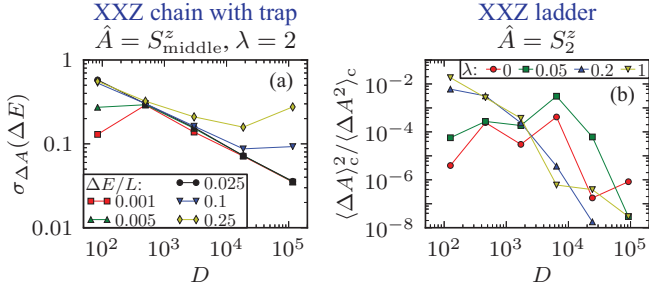 XXZ chain with trap
Â = S^z_middle, λ = 2
(a)
σ_ΔA(ΔE)
1
0.1
0.01
ΔE/L:
0.001
0.005
0.025
0.1
0.25
10^2 10^3 10^4 10^5
D
XXZ ladder
Â = S^z_2
λ: 0 0.05 0.2 1
(b)
⟨ΔA⟩^2_c/⟨ΔA^2⟩_c
10^−2
10^−4
10^−6
10^−8
10^2 10^3 10^4 10^5
D